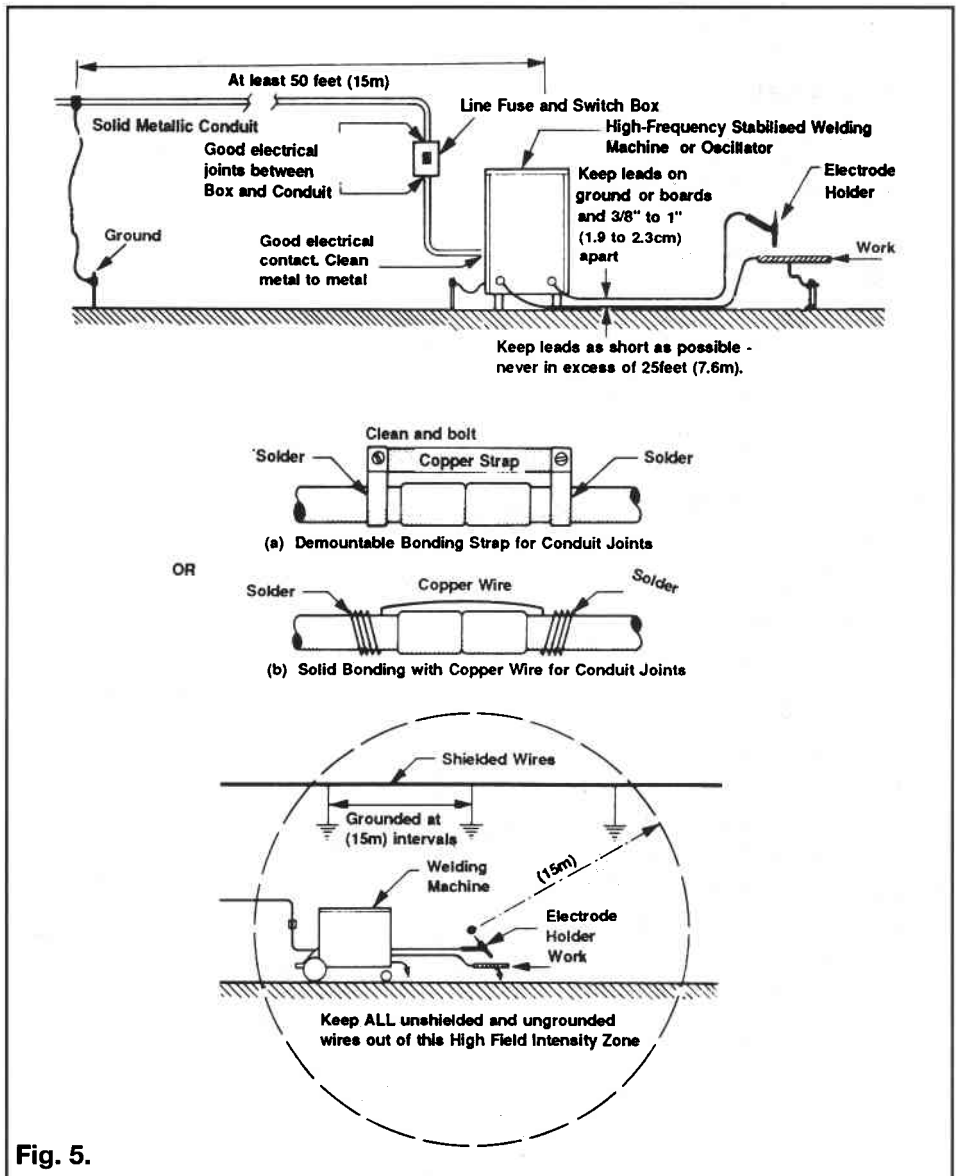 At least 50 feet (15m)
Line Fuse and Switch Box
Solid Metallic Conduit
Good electrical
joints between
Box and Conduit
High-Frequency Stabilised Welding
Machine or Oscillator
Keep leads on
ground or boards
and 3/8" to 1"
(1.9 to 2.3cm)
apart
Electrode
Holder
Ground
Good electrical
contact. Clean
metal to metal
Work
Keep leads as short as possible -
never in excess of 25feet (7.6m).
Clean and bolt
Solder
Copper Strap
Solder
(a) Demountable Bonding Strap for Conduit Joints
OR
Solder
Copper Wire
Solder
(b) Solid Bonding with Copper Wire for Conduit Joints
Shielded Wires
Grounded at
(15m) intervals
(15m)
Welding
Machine
Electrode
Holder
Work
Keep ALL unshielded and ungrounded
wires out of this High Field Intensity Zone
Fig. 5.